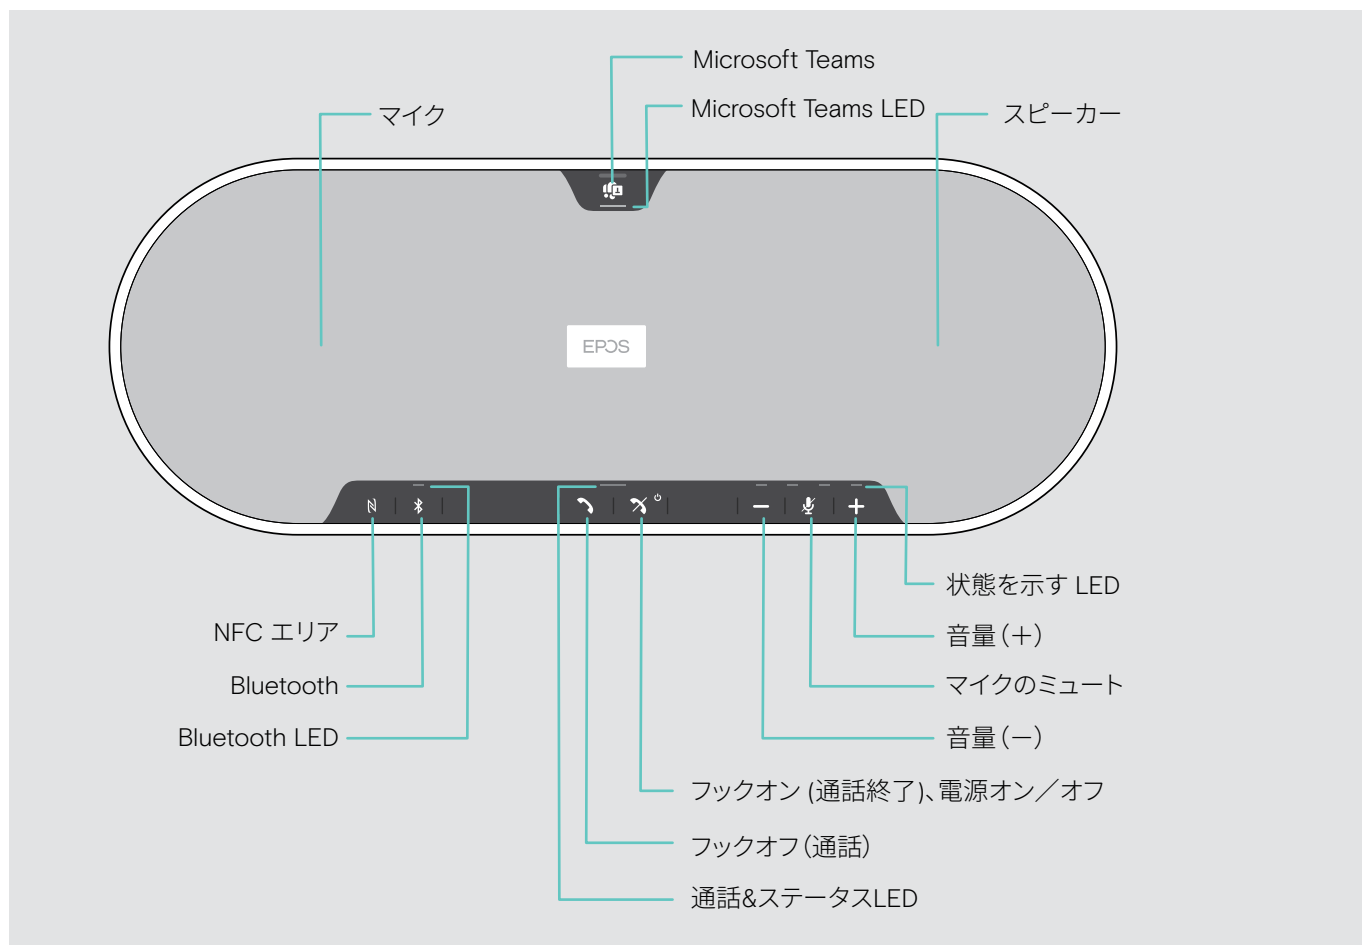 Microsoft Teams
Microsoft Teams LED
マイク
スピーカー
EPOS
状態を示す LED
NFC エリア
音量（＋）
Bluetooth
マイクのミュート
Bluetooth LED
音量（－）
フックオン (通話終了)、電源オン／オフ
フックオフ（通話）
通話&ステータスLED